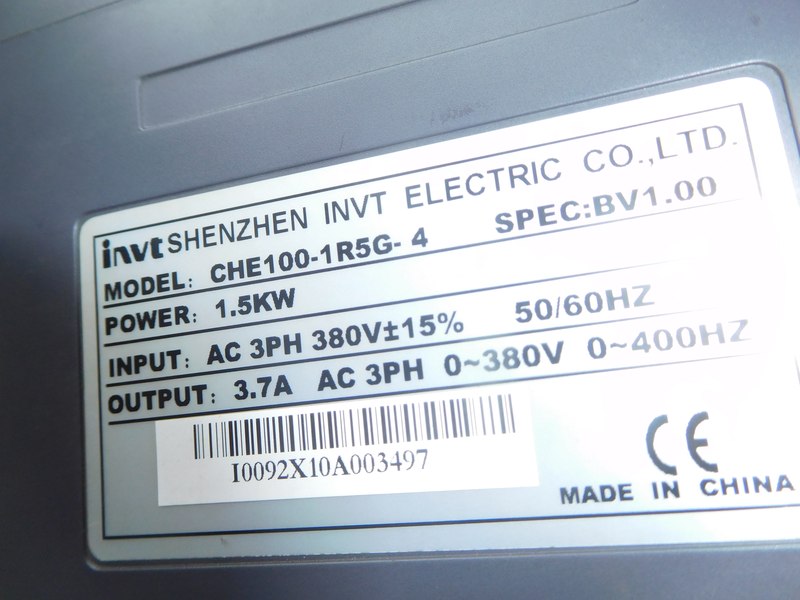 invt SHENZHEN INVT ELECTRIC CO.,LTD.
MODEL: CHE100-1R5G- 4 SPEC:BV1.00
POWER: 1.5KW
INPUT: AC 3PH 380V±15% 50/60HZ
OUTPUT: 3.7A AC 3PH 0~380V 0~400HZ
I0092X10A003497
CE
MADE IN CHINA